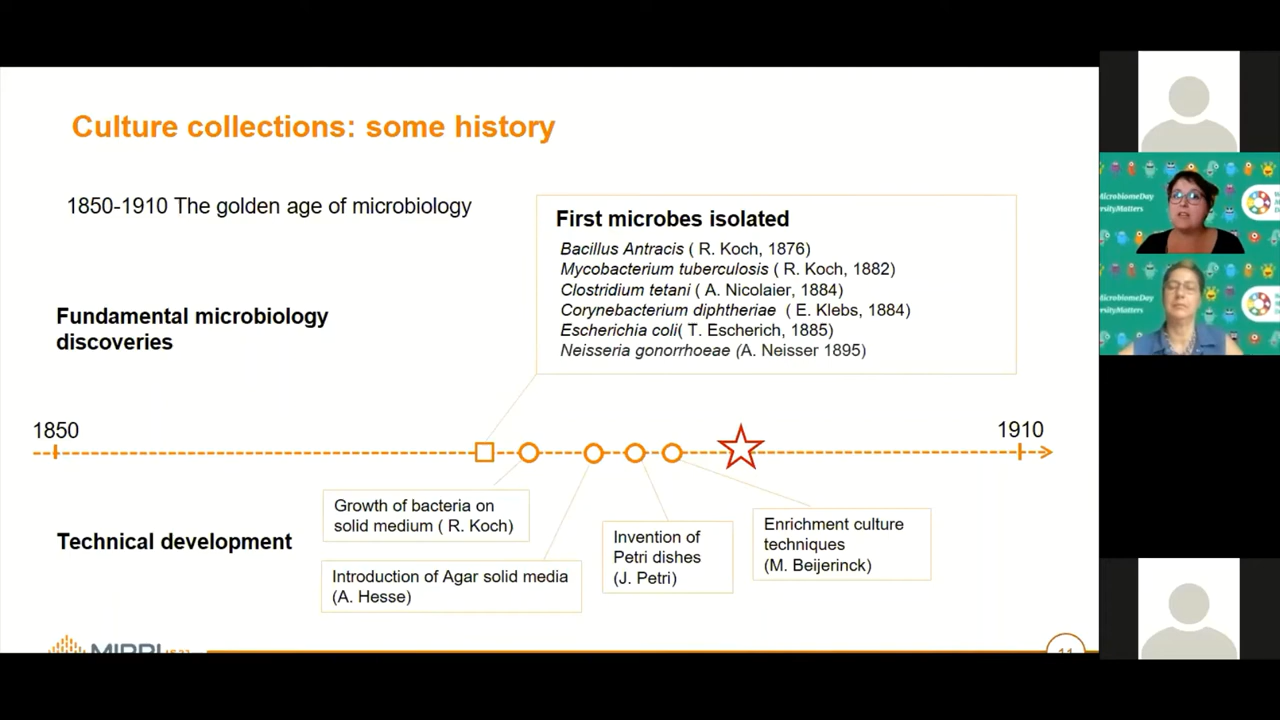 Culture collections: some history
1850-1910 The golden age of microbiology
First microbes isolated
Bacillus Antracis ( R. Koch, 1876)
Mycobacterium tuberculosis ( R. Koch, 1882)
Clostridium tetani ( A. Nicolaier, 1884)
Corynebacterium diphtheriae ( E. Klebs, 1884)
Escherichia coli( T. Escherich, 1885)
Neisseria gonorrhoeae (A. Neisser 1895)
Fundamental microbiology
discoveries
1850
1910
Growth of bacteria on
solid medium ( R. Koch)
Introduction of Agar solid media
(A. Hesse)
Invention of
Petri dishes
(J. Petri)
Enrichment culture
techniques
(M. Beijerinck)
Technical development
11
MicrobiomeDay
ersityMatters
MicrobiomeDay